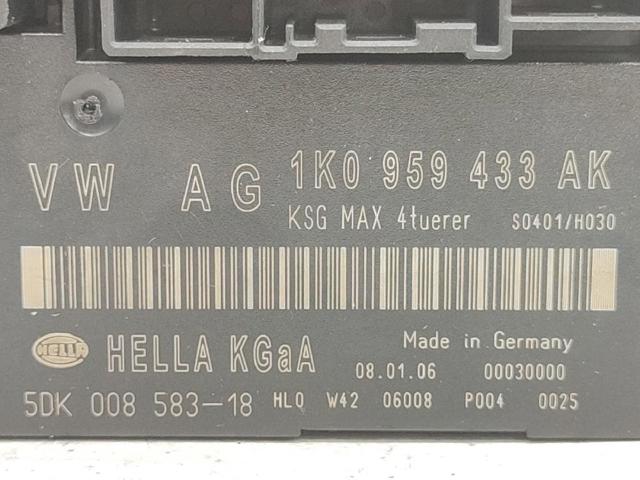 VW AG 1K0 959 433 AK
KSG MAX 4tuerer S0401/H030
HELLA HELLA KGaA Made in Germany
08.01.06 00030000
5DK 008 583-18 HLO W42 06008 P004 0025